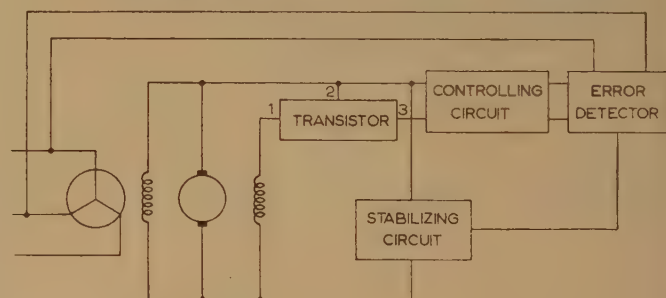 1
2
TRANSISTOR
3
CONTROLLING
CIRCUIT
ERROR
DETECTOR
STABILIZING
CIRCUIT